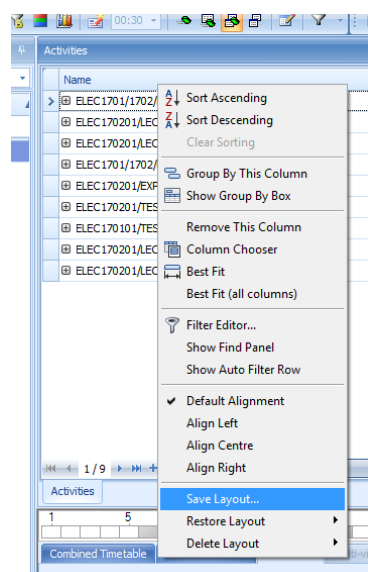 00:30
Activities
Name
ELEC1701/1702/
ELEC170201/LEC
ELEC170201/LEC
ELEC1701/1702/
ELEC170201/EXP
ELEC170201/TES
ELEC170101/TES
ELEC170201/LEC
ELEC170201/LEC
Sort Ascending
Sort Descending
Clear Sorting
Group By This Column
Show Group By Box
Remove This Column
Column Chooser
Best Fit
Best Fit (all columns)
Filter Editor...
Show Find Panel
Show Auto Filter Row
Default Alignment
Align Left
Align Centre
Align Right
Save Layout...
Restore Layout
Delete Layout
1 / 9
Activities
1 5
Combined Timetable